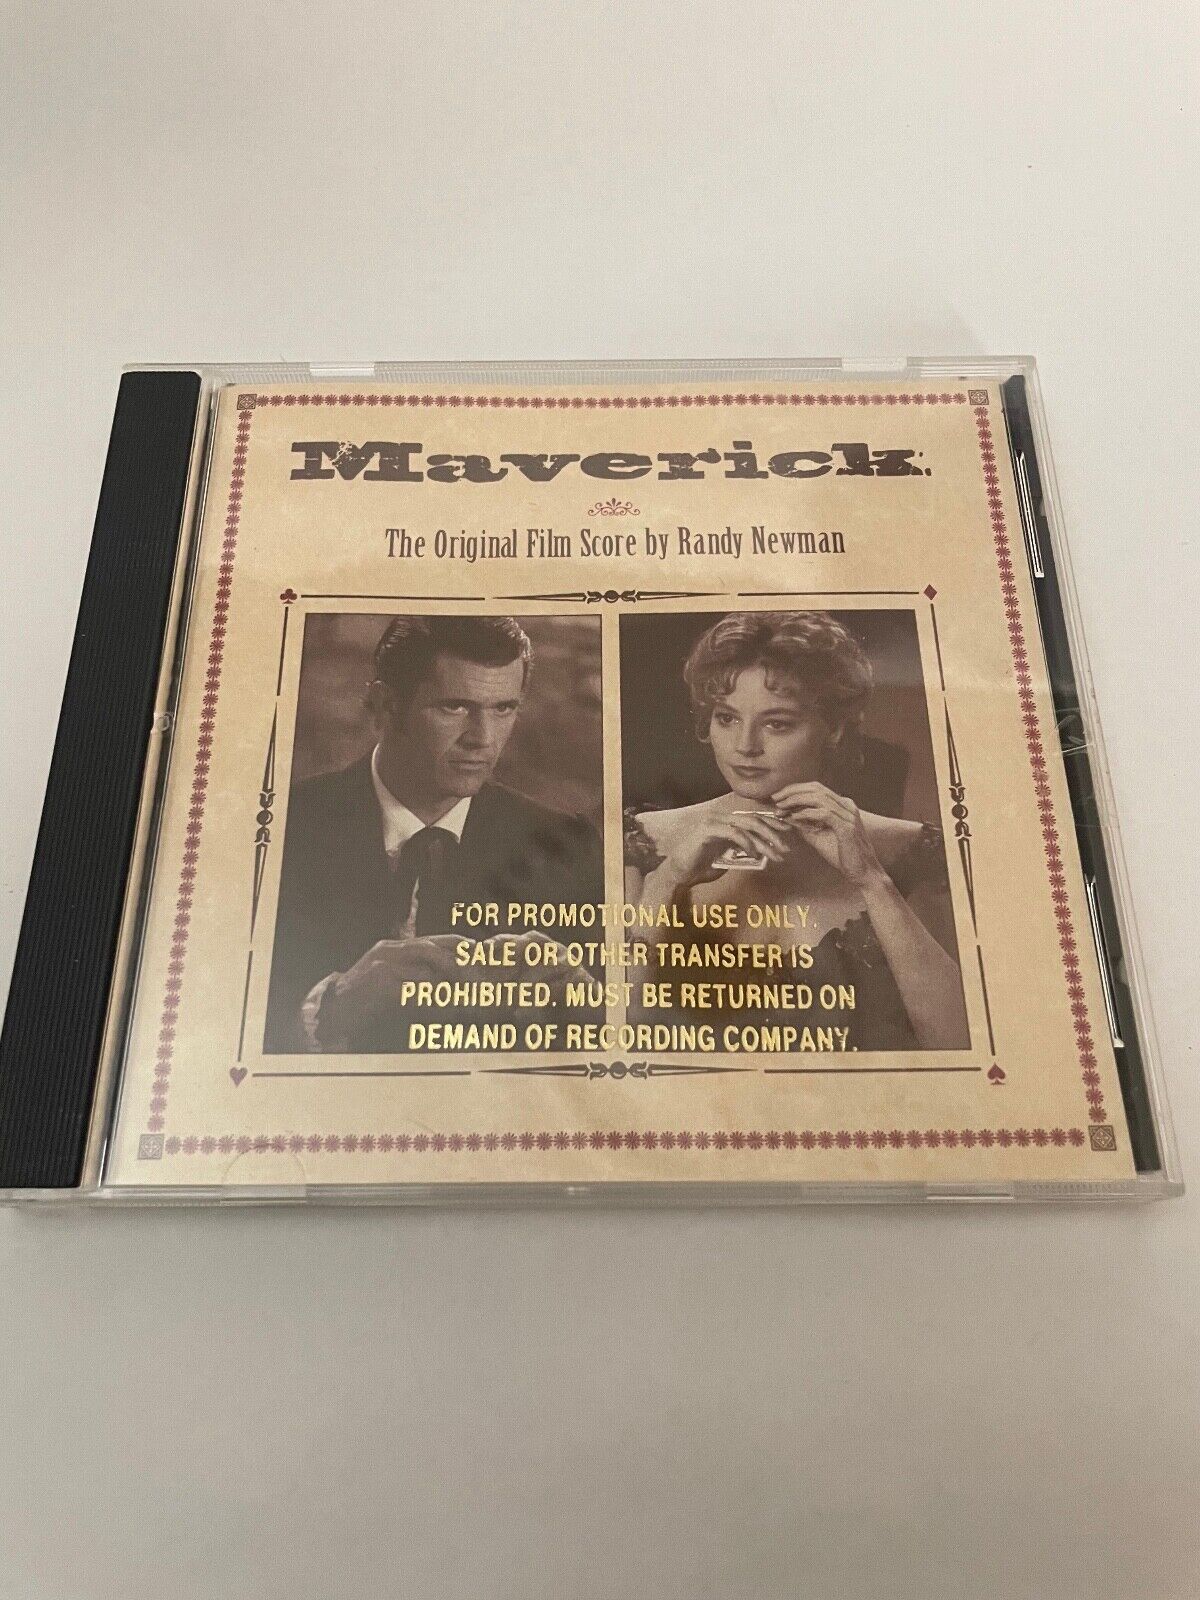 Maverick
The Original Film Score by Randy Newman
FOR PROMOTIONAL USE ONLY.
SALE OR OTHER TRANSFER IS
PROHIBITED. MUST BE RETURNED ON
DEMAND OF RECORDING COMPANY.